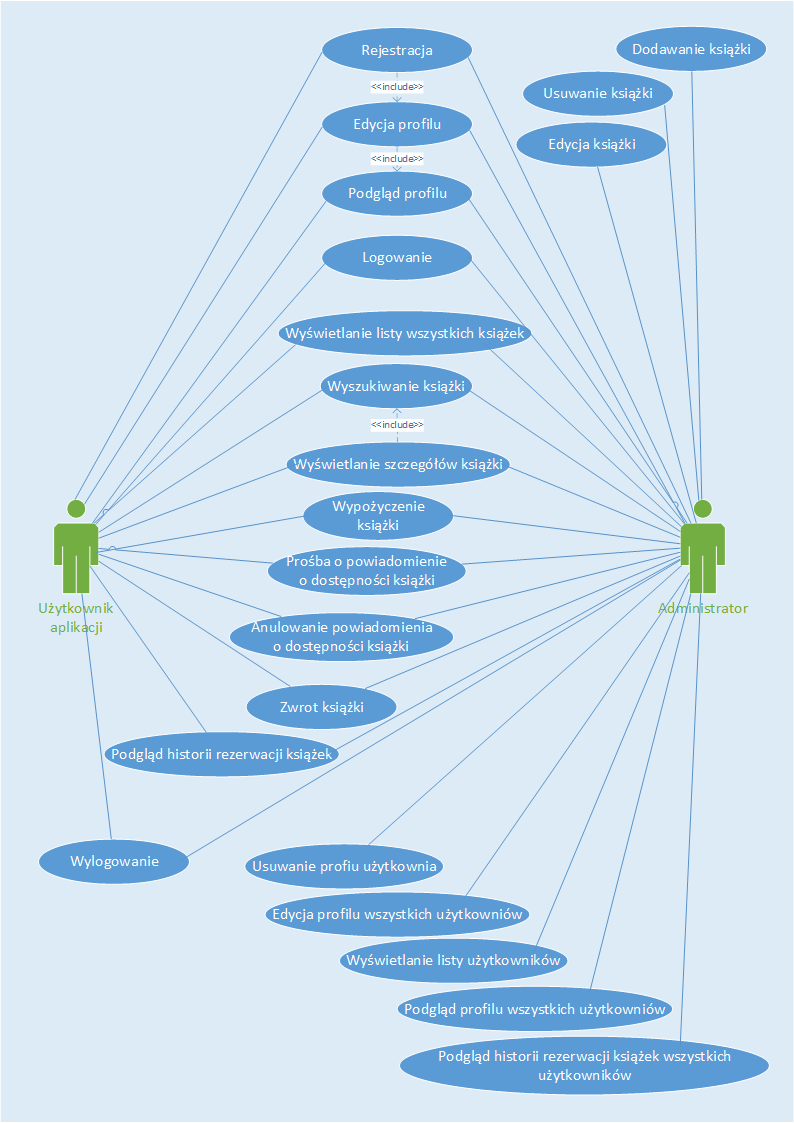 Rejestracja
Dodawanie książki
<<include>>
Usuwanie książki
Edycja profilu
Edycja książki
<<include>>
Podgląd profilu
Logowanie
Wyświetlanie listy wszystkich książek
Wyszukiwanie książki
<<include>>
Wyświetlanie szczegółów książki
Wypożyczenie
książki
Prośba o powiadomienie
o dostępności książki
Użytkownik
aplikacji
Administrator
Anulowanie powiadomienia
o dostępności książki
Zwrot książki
Podgląd historii rezerwacji książek
Wylogowanie
Usuwanie profiu użytkownia
Edycja profilu wszystkich użytkowniów
Wyświetlanie listy użytkowników
Podgląd profilu wszystkich użytkowniów
Podgląd historii rezerwacji książek wszystkich
użytkowników